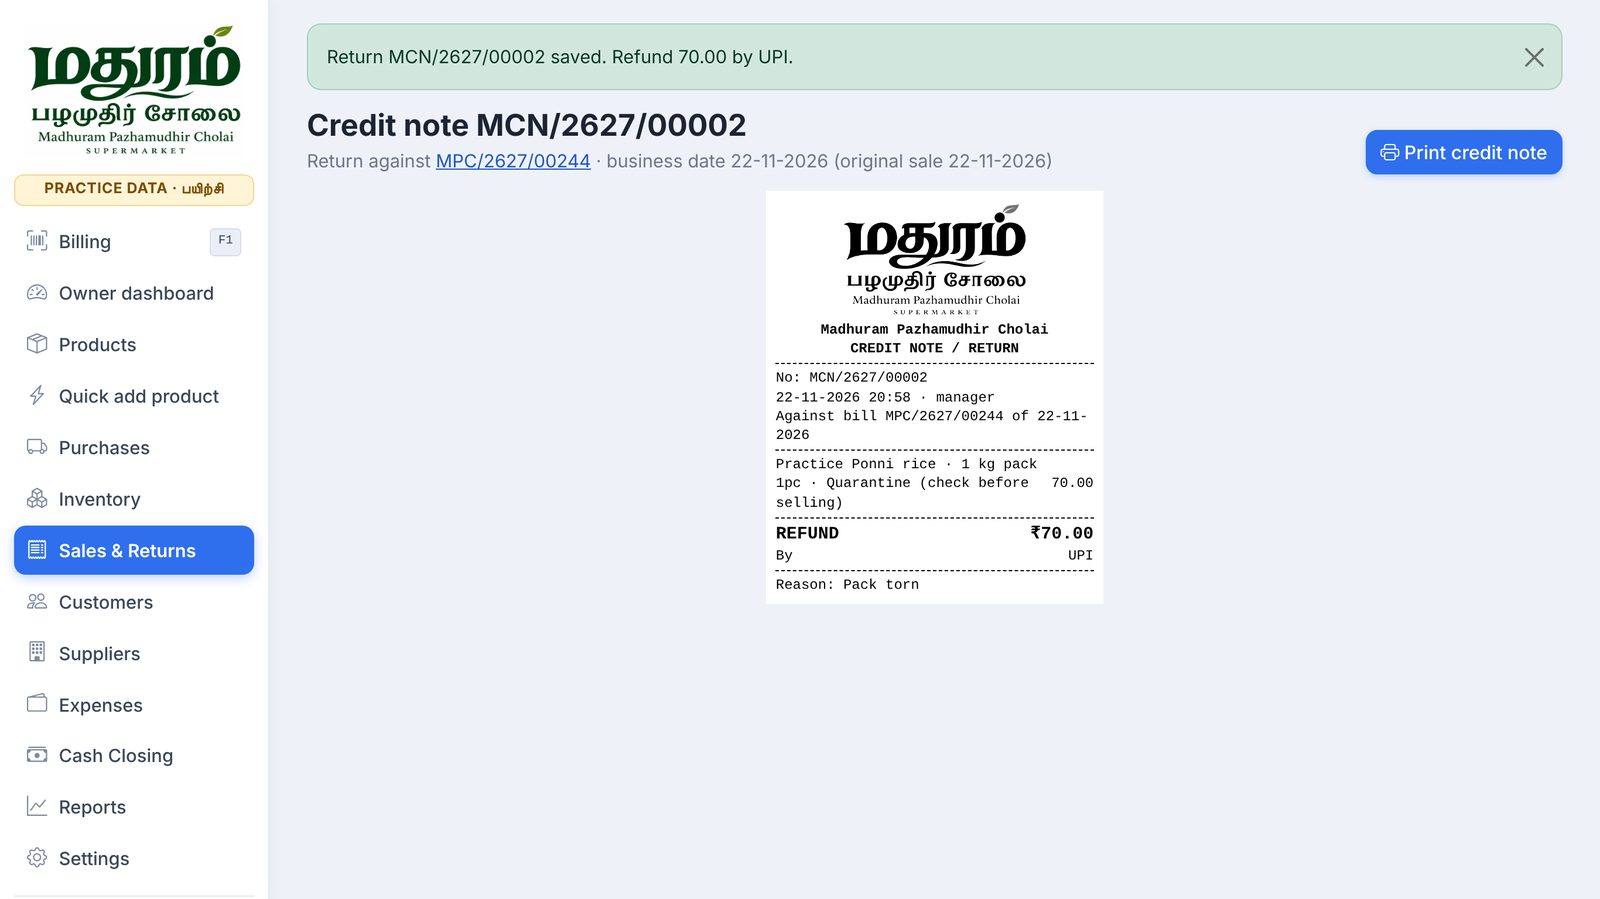 மதுரம்
பழமுதிர் சோலை
Madhuram Pazhamudhir Cholai
SUPERMARKET
PRACTICE DATA · பயிற்சி
Billing F1
Owner dashboard
Products
Quick add product
Purchases
Inventory
Sales & Returns
Customers
Suppliers
Expenses
Cash Closing
Reports
Settings
Return MCN/2627/00002 saved. Refund 70.00 by UPI.
Credit note MCN/2627/00002
Return against MPC/2627/00244 · business date 22-11-2026 (original sale 22-11-2026)
Print credit note
மதுரம்
பழமுதிர் சோலை
Madhuram Pazhamudhir Cholai
SUPERMARKET
Madhuram Pazhamudhir Cholai
CREDIT NOTE / RETURN
No: MCN/2627/00002
22-11-2026 20:58 · manager
Against bill MPC/2627/00244 of 22-11-
2026
Practice Ponni rice · 1 kg pack
1pc · Quarantine (check before 70.00
selling)
REFUND ₹70.00
By UPI
Reason: Pack torn